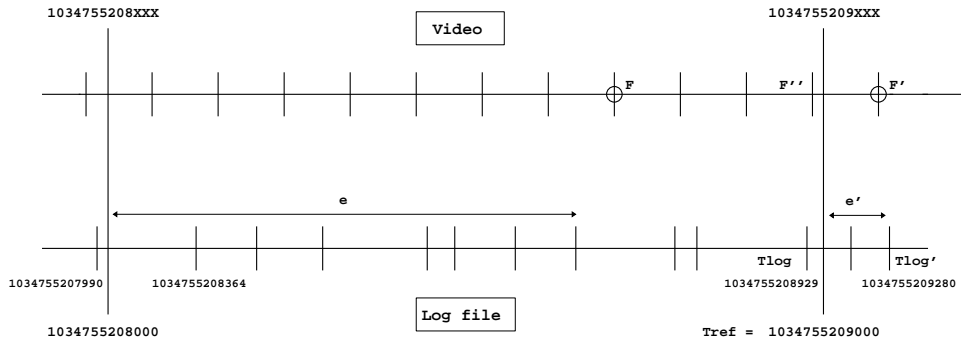 1034755208XXX
1034755209XXX
Video
F
F''
F'
e
e'
Tlog
Tlog'
1034755207990
1034755208364
1034755208929
1034755209280
Log file
1034755208000
Tref = 1034755209000